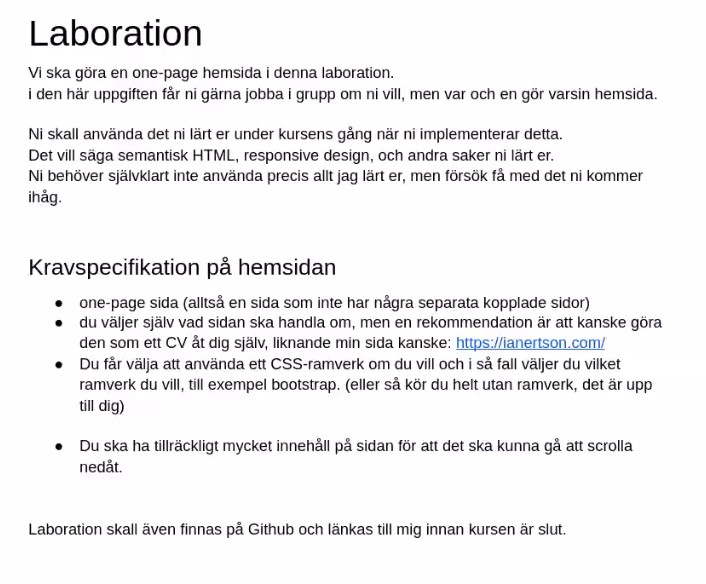 Laboration
Vi ska göra en one-page hemsida i denna laboration.
i den här uppgiften får ni gärna jobba i grupp om ni vill, men var och en gör varsin hemsida.
Ni skall använda det ni lärt er under kursens gång när ni implementerar detta.
Det vill säga semantisk HTML, responsive design, och andra saker ni lärt er.
Ni behöver självklart inte använda precis allt jag lärt er, men försök få med det ni kommer
ihåg.
Kravspecifikation på hemsidan
● one-page sida (alltså en sida som inte har några separata kopplade sidor)
● du väljer själv vad sidan ska handla om, men en rekommendation är att kanske göra
den som ett CV åt dig själv, liknande min sida kanske: https://ianertson.com/
● Du får välja att använda ett CSS-ramverk om du vill och i så fall väljer du vilket
ramverk du vill, till exempel bootstrap. (eller så kör du helt utan ramverk, det är upp
till dig)
● Du ska ha tillräckligt mycket innehåll på sidan för att det ska kunna gå att scrolla
nedåt.
Laboration skall även finnas på Github och länkas till mig innan kursen är slut.